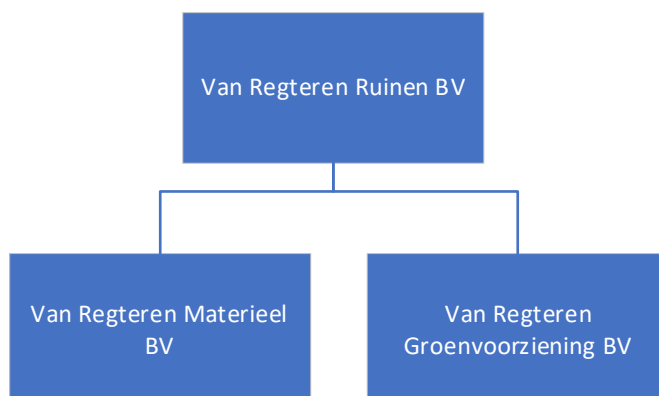 Van Regteren Ruinen BV
Van Regteren Materieel
BV
Van Regteren
Groenvoorziening BV